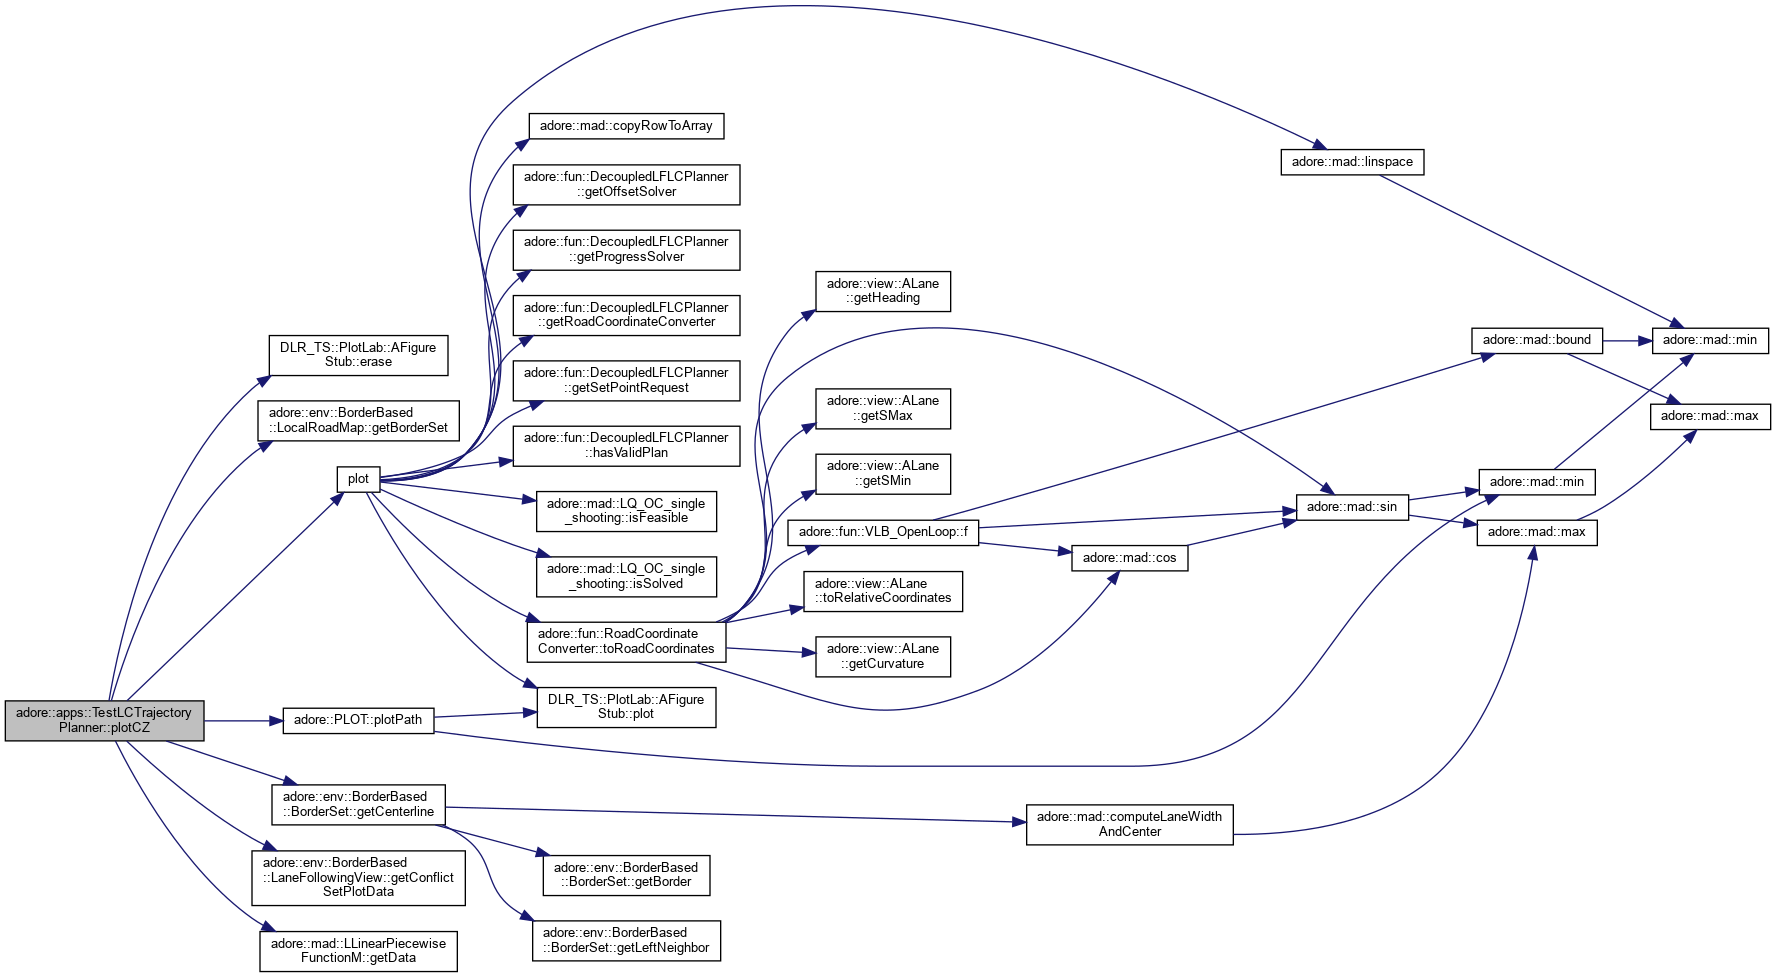 adore::apps::TestLCTrajectory
Planner::plotCZ
DLR_TS::PlotLab::AFigure
Stub::erase
adore::env::BorderBased
::LocalRoadMap::getBorderSet
plot
adore::PLOT::plotPath
adore::env::BorderBased
::BorderSet::getCenterline
adore::env::BorderBased
::LaneFollowingView::getConflict
SetPlotData
adore::mad::LLinearPiecewise
FunctionM::getData
adore::mad::copyRowToArray
adore::fun::DecoupledLFLCPlanner
::getOffsetSolver
adore::fun::DecoupledLFLCPlanner
::getProgressSolver
adore::fun::DecoupledLFLCPlanner
::getRoadCoordinateConverter
adore::fun::DecoupledLFLCPlanner
::getSetPointRequest
adore::fun::DecoupledLFLCPlanner
::hasValidPlan
adore::mad::LQ_OC_single
_shooting::isFeasible
adore::mad::LQ_OC_single
_shooting::isSolved
adore::fun::RoadCoordinate
Converter::toRoadCoordinates
DLR_TS::PlotLab::AFigure
Stub::plot
adore::env::BorderBased
::BorderSet::getBorder
adore::env::BorderBased
::BorderSet::getLeftNeighbor
adore::view::ALane
::getHeading
adore::view::ALane
::getSMax
adore::view::ALane
::getSMin
adore::fun::VLB_OpenLoop::f
adore::view::ALane
::toRelativeCoordinates
adore::view::ALane
::getCurvature
adore::mad::cos
adore::mad::computeLaneWidth
AndCenter
adore::mad::linspace
adore::mad::sin
adore::mad::bound
adore::mad::min
adore::mad::max
adore::mad::min
adore::mad::max